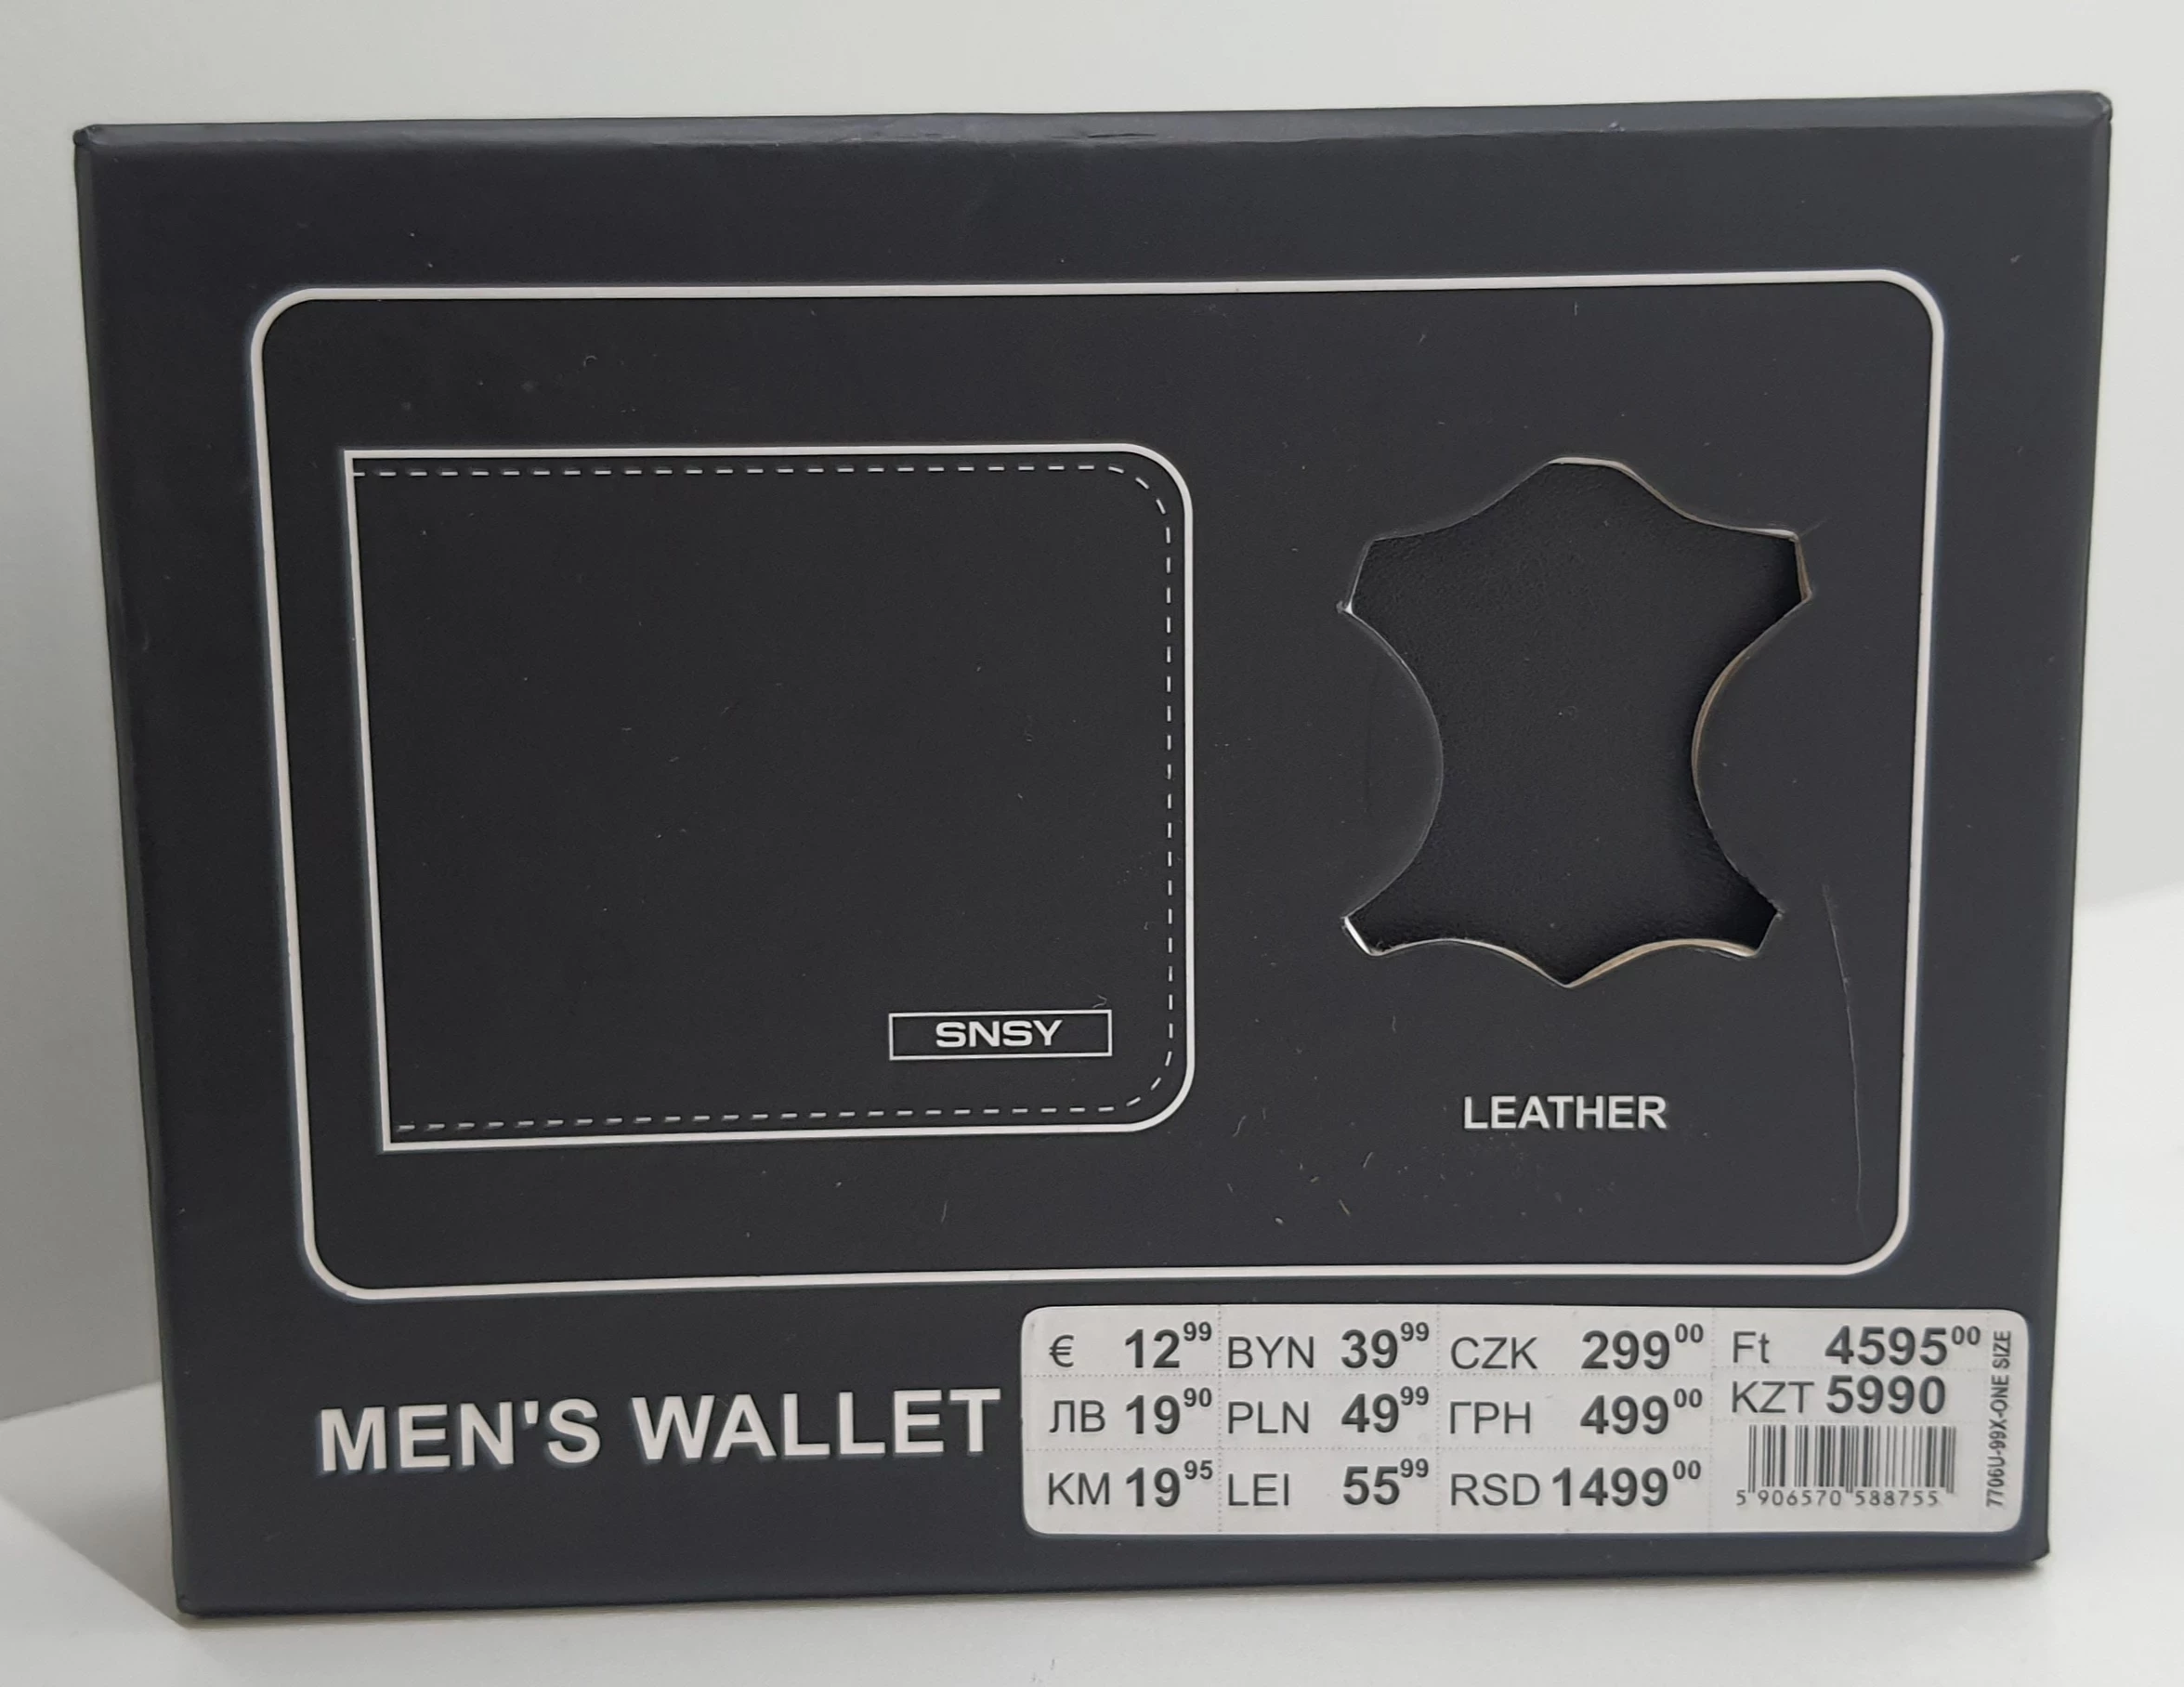 SNSY
LEATHER
MEN'S WALLET
€ 12⁹⁹ BYN 39⁹⁹ CZK 299⁰⁰ Ft 4595⁰⁰
ЛВ 19⁹⁰ PLN 49⁹⁹ ГРН 499⁰⁰ KZT 5990
KM 19⁹⁵ LEI 55⁹⁹ RSD 1499⁰⁰
5 906570 588755
7706U-99X-ONE SIZE